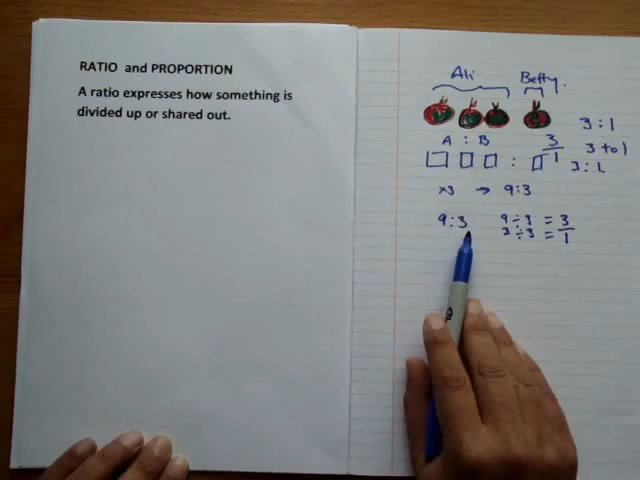 RATIO and PROPORTION
A ratio expresses how something is
divided up or shared out.
Ali Betty.
3 : 1
A : B 3/1 3 to 1
: 3 : 1
×3 → 9:3
9:3 9 ÷ 3 = 3
3 ÷ 3 = 1